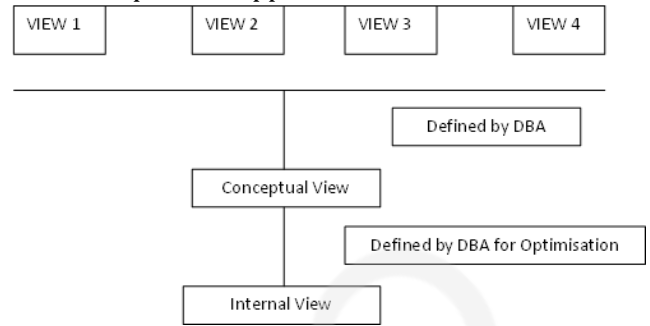 VIEW 1 VIEW 2 VIEW 3 VIEW 4
Defined by DBA
Conceptual View
Defined by DBA for Optimisation
Internal View